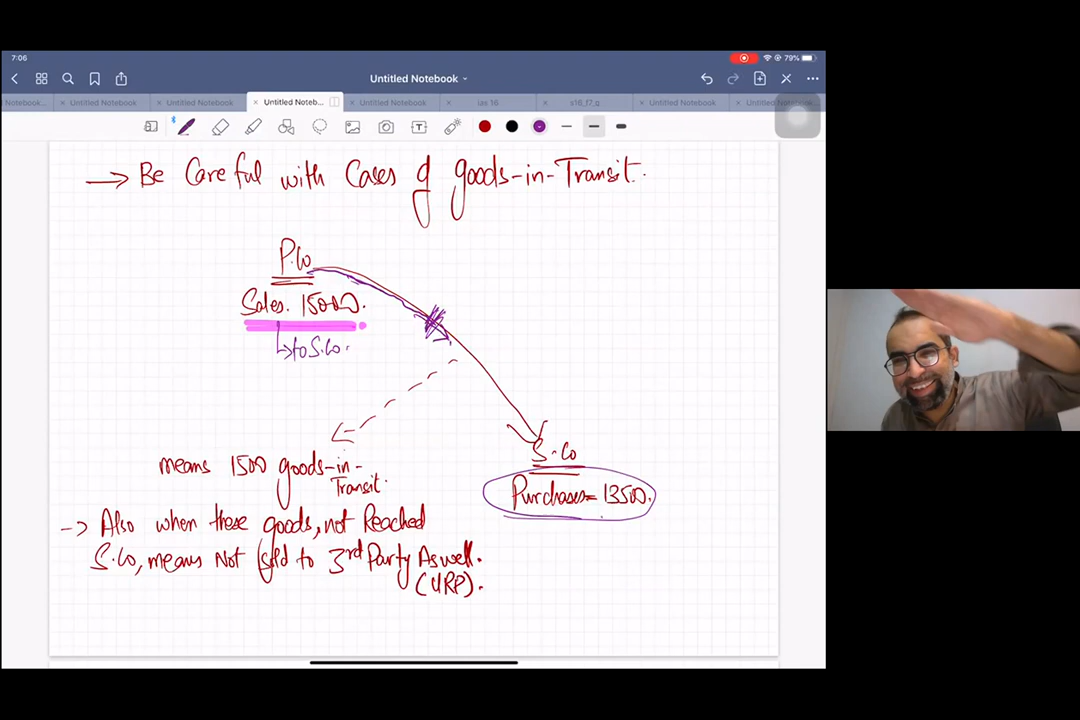 7:06
79%
Untitled Notebook
Notebook...
Untitled Notebook
Untitled Noteb...
Untitled Notebook
ias 16
s16_17_q
Untitled Notebook
Untitled Notebook
→ Be Careful with Cases of goods-in-Transit.
P.Co
Sales. 15000.
→ to S.Co.
S.Co
means 1500 goods-in-
Transit.
Purchases = 13500.
→ Also when these goods, not Reached
S.Co, means Not sold to 3rd Party As well.
(URP).